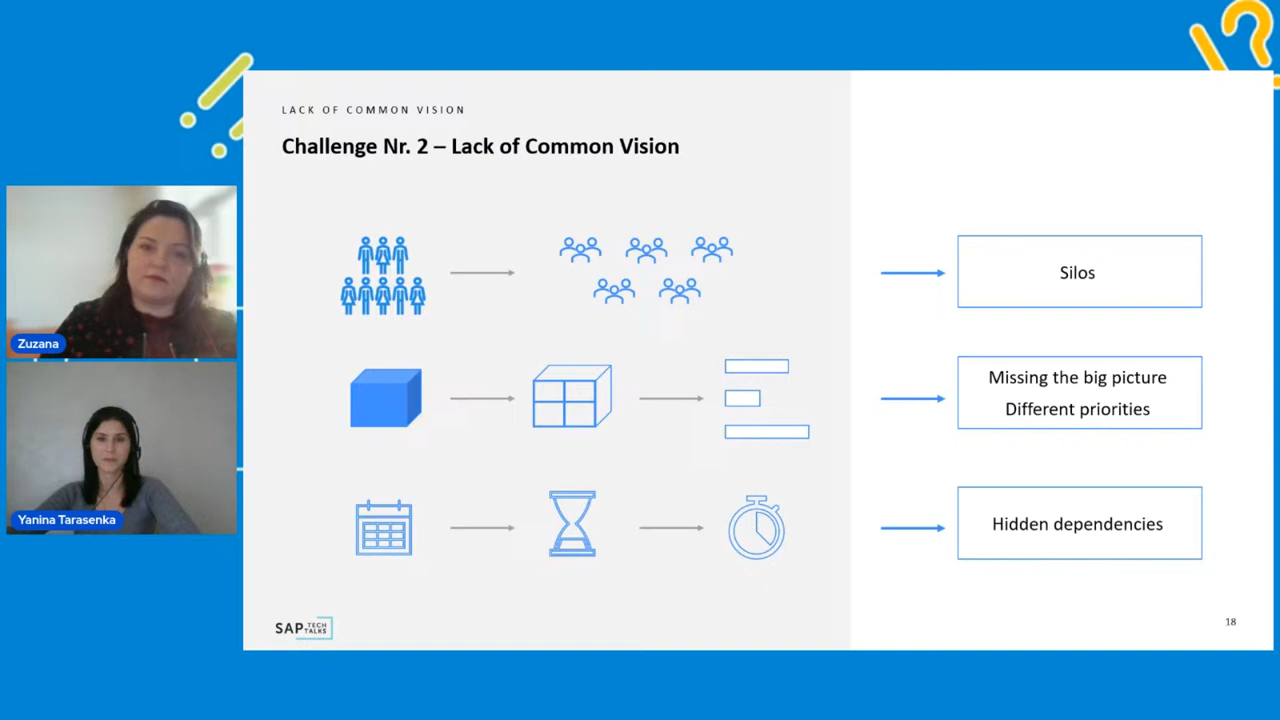 LACK OF COMMON VISION
Challenge Nr. 2 – Lack of Common Vision
Zuzana
Yanina Tarasenka
Silos
Missing the big picture
Different priorities
Hidden dependencies
SAP TECH TALKS
18